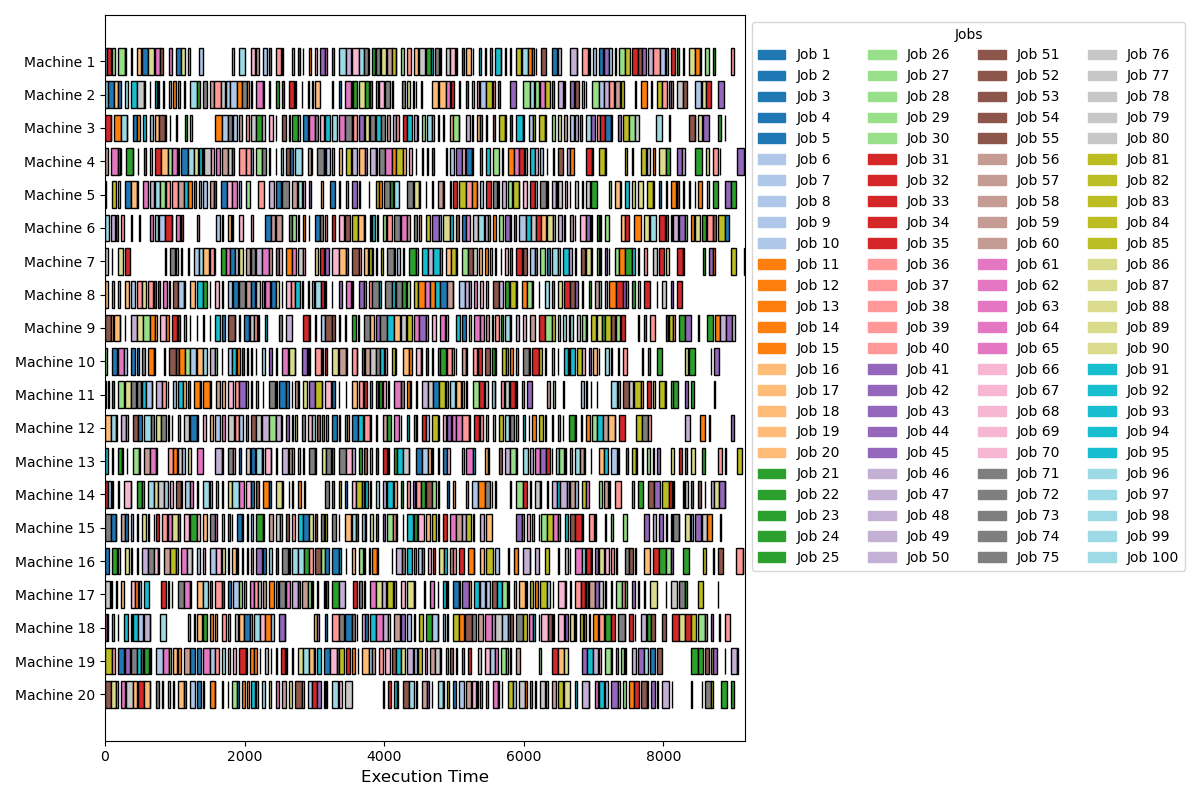 Machine 1
Machine 2
Machine 3
Machine 4
Machine 5
Machine 6
Machine 7
Machine 8
Machine 9
Machine 10
Machine 11
Machine 12
Machine 13
Machine 14
Machine 15
Machine 16
Machine 17
Machine 18
Machine 19
Machine 20
0 2000 4000 6000 8000
Execution Time
Jobs
Job 1 Job 26 Job 51 Job 76
Job 2 Job 27 Job 52 Job 77
Job 3 Job 28 Job 53 Job 78
Job 4 Job 29 Job 54 Job 79
Job 5 Job 30 Job 55 Job 80
Job 6 Job 31 Job 56 Job 81
Job 7 Job 32 Job 57 Job 82
Job 8 Job 33 Job 58 Job 83
Job 9 Job 34 Job 59 Job 84
Job 10 Job 35 Job 60 Job 85
Job 11 Job 36 Job 61 Job 86
Job 12 Job 37 Job 62 Job 87
Job 13 Job 38 Job 63 Job 88
Job 14 Job 39 Job 64 Job 89
Job 15 Job 40 Job 65 Job 90
Job 16 Job 41 Job 66 Job 91
Job 17 Job 42 Job 67 Job 92
Job 18 Job 43 Job 68 Job 93
Job 19 Job 44 Job 69 Job 94
Job 20 Job 45 Job 70 Job 95
Job 21 Job 46 Job 71 Job 96
Job 22 Job 47 Job 72 Job 97
Job 23 Job 48 Job 73 Job 98
Job 24 Job 49 Job 74 Job 99
Job 25 Job 50 Job 75 Job 100